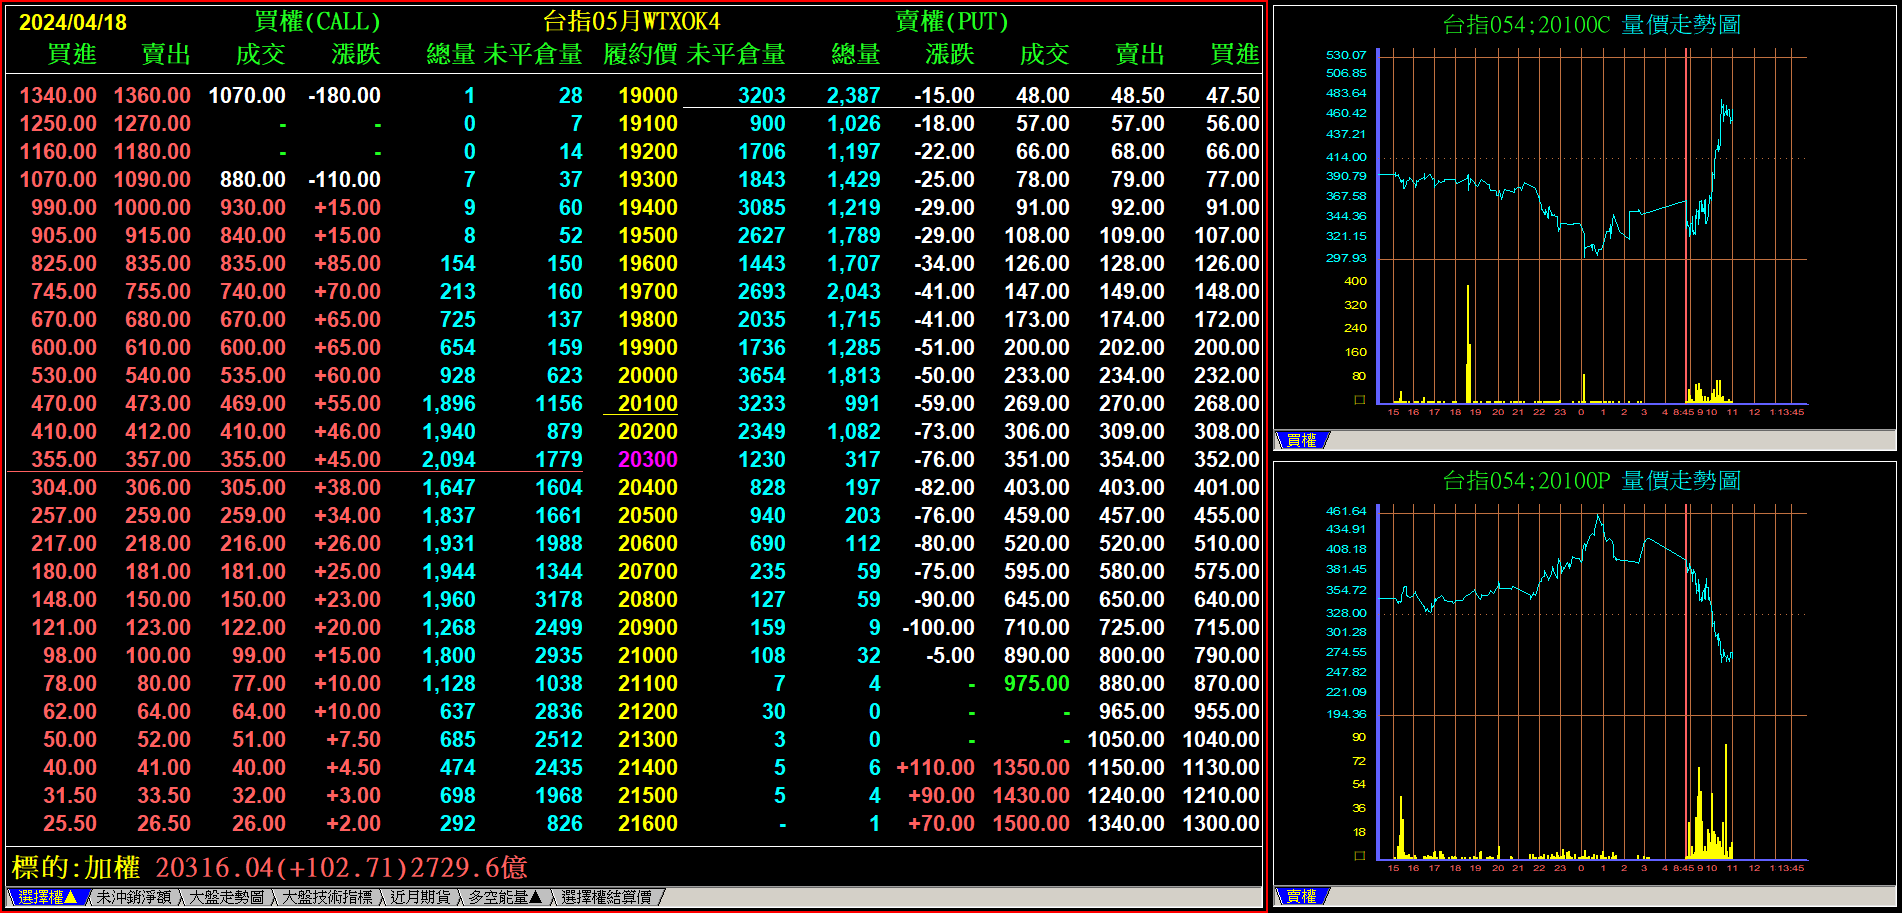 2024/04/18 買權(CALL) 台指05月WTXOK4 賣權(PUT)
買進 賣出 成交 漲跌 總量 未平倉量 履約價 未平倉量 總量 漲跌 成交 賣出 買進
1340.00 1360.00 1070.00 -180.00 1 28 19000 3203 2,387 -15.00 48.00 48.50 47.50
1250.00 1270.00 - - 0 7 19100 900 1,026 -18.00 57.00 57.00 56.00
1160.00 1180.00 - - 0 14 19200 1706 1,197 -22.00 66.00 68.00 66.00
1070.00 1090.00 880.00 -110.00 7 37 19300 1843 1,429 -25.00 78.00 79.00 77.00
990.00 1000.00 930.00 +15.00 9 60 19400 3085 1,219 -29.00 91.00 92.00 91.00
905.00 915.00 840.00 +15.00 8 52 19500 2627 1,789 -29.00 108.00 109.00 107.00
825.00 835.00 835.00 +85.00 154 150 19600 1443 1,707 -34.00 126.00 128.00 126.00
745.00 755.00 740.00 +70.00 213 160 19700 2693 2,043 -41.00 147.00 149.00 148.00
670.00 680.00 670.00 +65.00 725 137 19800 2035 1,715 -41.00 173.00 174.00 172.00
600.00 610.00 600.00 +65.00 654 159 19900 1736 1,285 -51.00 200.00 202.00 200.00
530.00 540.00 535.00 +60.00 928 623 20000 3654 1,813 -50.00 233.00 234.00 232.00
470.00 473.00 469.00 +55.00 1,896 1156 20100 3233 991 -59.00 269.00 270.00 268.00
410.00 412.00 410.00 +46.00 1,940 879 20200 2349 1,082 -73.00 306.00 309.00 308.00
355.00 357.00 355.00 +45.00 2,094 1779 20300 1230 317 -76.00 351.00 354.00 352.00
304.00 306.00 305.00 +38.00 1,647 1604 20400 828 197 -82.00 403.00 403.00 401.00
257.00 259.00 259.00 +34.00 1,837 1661 20500 940 203 -76.00 459.00 457.00 455.00
217.00 218.00 216.00 +26.00 1,931 1988 20600 690 112 -80.00 520.00 520.00 510.00
180.00 181.00 181.00 +25.00 1,944 1344 20700 235 59 -75.00 595.00 580.00 575.00
148.00 150.00 150.00 +23.00 1,960 3178 20800 127 59 -90.00 645.00 650.00 640.00
121.00 123.00 122.00 +20.00 1,268 2499 20900 159 9 -100.00 710.00 725.00 715.00
98.00 100.00 99.00 +15.00 1,800 2935 21000 108 32 -5.00 890.00 800.00 790.00
78.00 80.00 77.00 +10.00 1,128 1038 21100 7 4 - 975.00 880.00 870.00
62.00 64.00 64.00 +10.00 637 2836 21200 30 0 - - 965.00 955.00
50.00 52.00 51.00 +7.50 685 2512 21300 3 0 - - 1050.00 1040.00
40.00 41.00 40.00 +4.50 474 2435 21400 5 6 +110.00 1350.00 1150.00 1130.00
31.50 33.50 32.00 +3.00 698 1968 21500 5 4 +90.00 1430.00 1240.00 1210.00
25.50 26.50 26.00 +2.00 292 826 21600 - 1 +70.00 1500.00 1340.00 1300.00
標的:加權 20316.04(+102.71)2729.6億
選擇權▲ 未沖銷淨額 大盤走勢圖 大盤技術指標 近月期貨 多空能量▲ 選擇權結算價
台指054;20100C 量價走勢圖
530.07
506.85
483.64
460.42
437.21
414.00
390.79
367.58
344.36
321.15
297.93
400
320
240
160
80
口
15 16 17 18 19 20 21 22 23 0 1 2 3 4 8:45 9 10 11 12 1 13:45
買權
台指054;20100P 量價走勢圖
461.64
434.91
408.18
381.45
354.72
328.00
301.28
274.55
247.82
221.09
194.36
90
72
54
36
18
口
15 16 17 18 19 20 21 22 23 0 1 2 3 4 8:45 9 10 11 12 1 13:45
賣權